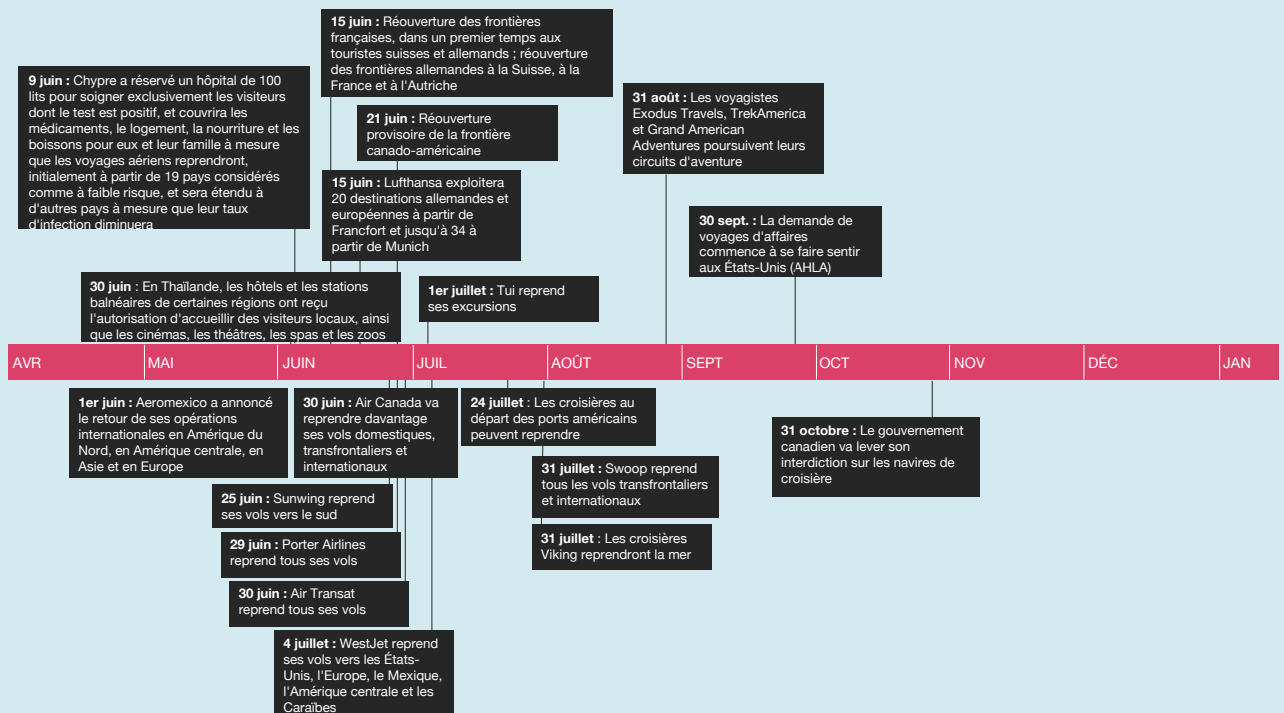 15 juin : Réouverture des frontières
françaises, dans un premier temps aux
touristes suisses et allemands ; réouverture
des frontières allemandes à la Suisse, à la
France et à l'Autriche
9 juin : Chypre a réservé un hôpital de 100
lits pour soigner exclusivement les visiteurs
dont le test est positif, et couvrira les
médicaments, le logement, la nourriture et les
boissons pour eux et leur famille à mesure
que les voyages aériens reprendront,
initialement à partir de 19 pays considérés
comme à faible risque, et sera étendu à
d'autres pays à mesure que leur taux
d'infection diminuera
21 juin : Réouverture
provisoire de la frontière
canado-américaine
31 août : Les voyagistes
Exodus Travels, TrekAmerica
et Grand American
Adventures poursuivent leurs
circuits d'aventure
15 juin : Lufthansa exploitera
20 destinations allemandes et
européennes à partir de
Francfort et jusqu'à 34 à
partir de Munich
30 sept. : La demande de
voyages d'affaires
commence à se faire sentir
aux États-Unis (AHLA)
30 juin : En Thaïlande, les hôtels et les stations
balnéaires de certaines régions ont reçu
l'autorisation d'accueillir des visiteurs locaux, ainsi
que les cinémas, les théâtres, les spas et les zoos
1er juillet : Tui reprend
ses excursions
AVR
MAI
JUIN
JUIL
AOÛT
SEPT
OCT
NOV
DÉC
JAN
1er juin : Aeromexico a annoncé
le retour de ses opérations
internationales en Amérique du
Nord, en Amérique centrale, en
Asie et en Europe
30 juin : Air Canada va
reprendre davantage
ses vols domestiques,
transfrontaliers et
internationaux
24 juillet : Les croisières au
départ des ports américains
peuvent reprendre
31 octobre : Le gouvernement
canadien va lever son
interdiction sur les navires de
croisière
31 juillet : Swoop reprend
tous les vols transfrontaliers
et internationaux
25 juin : Sunwing reprend
ses vols vers le sud
31 juillet : Les croisières
Viking reprendront la mer
29 juin : Porter Airlines
reprend tous ses vols
30 juin : Air Transat
reprend tous ses vols
4 juillet : WestJet reprend
ses vols vers les États-
Unis, l'Europe, le Mexique,
l'Amérique centrale et les
Caraïbes